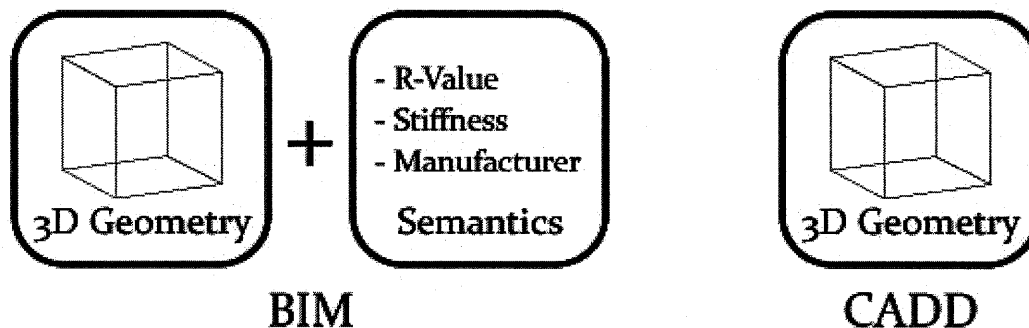 3D Geometry
+
- R-Value
- Stiffness
- Manufacturer
Semantics
BIM
3D Geometry
CADD